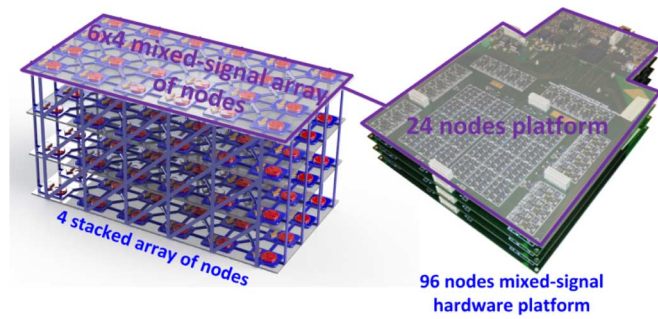 6x4 mixed-signal array
of nodes
24 nodes platform
4 stacked array of nodes
96 nodes mixed-signal
hardware platform